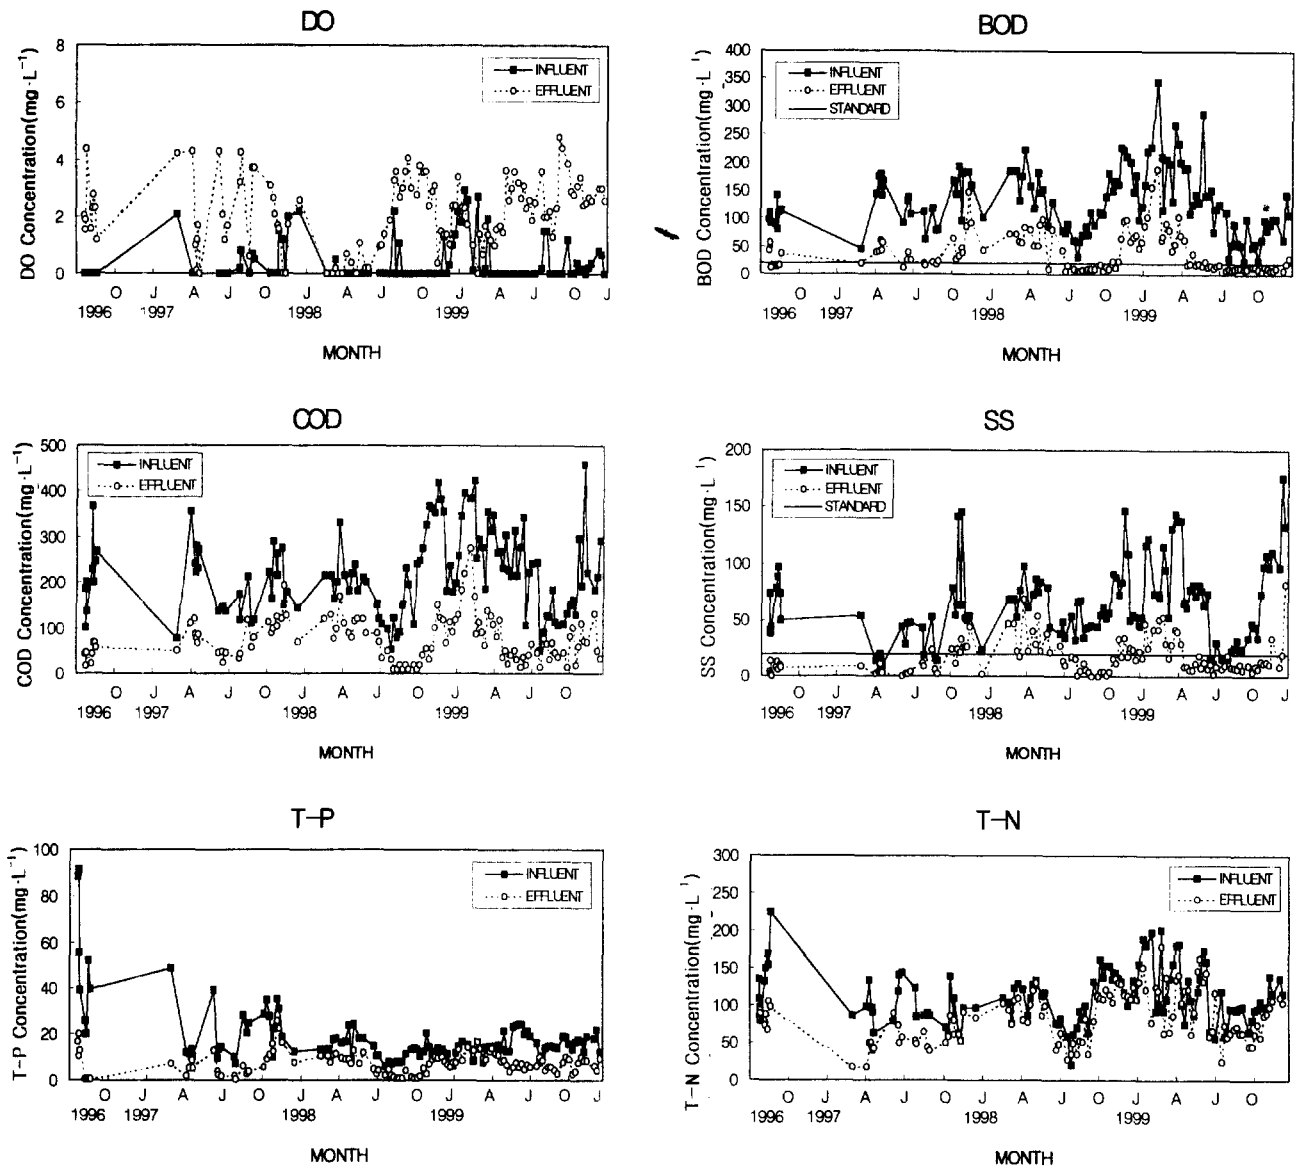 DO
DO Concentration(mg·L⁻¹)
8
6
4
2
0
INFLUENT
EFFLUENT
O J A J O J A J O J A J O J
1996 1997 1998 1999
MONTH
BOD
BOD Concentration(mg·L⁻¹)
400
350
300
250
200
150
100
50
0
INFLUENT
EFFLUENT
STANDARD
O J A J O J A J O J A J O
1996 1997 1998 1999
MONTH
COD
COD Concentration(mg·L⁻¹)
500
400
300
200
100
0
INFLUENT
EFFLUENT
O J A J O J A J O J A J O
1996 1997 1998 1999
MONTH
SS
SS Concentration(mg·L⁻¹)
200
150
100
50
0
INFLUENT
EFFLUENT
STANDARD
O J A J O J A J O J A J O J
1996 1997 1998 1999
MONTH
T-P
T-P Concentration(mg·L⁻¹)
100
80
60
40
20
0
INFLUENT
EFFLUENT
O J A J O J A J O J A J O J
1996 1997 1998 1999
MONTH
T-N
T-N Concentration(mg·L⁻¹)
300
250
200
150
100
50
0
INFLUENT
EFFLUENT
O J A J O J A J O J A J O
1996 1997 1998 1999
MONTH